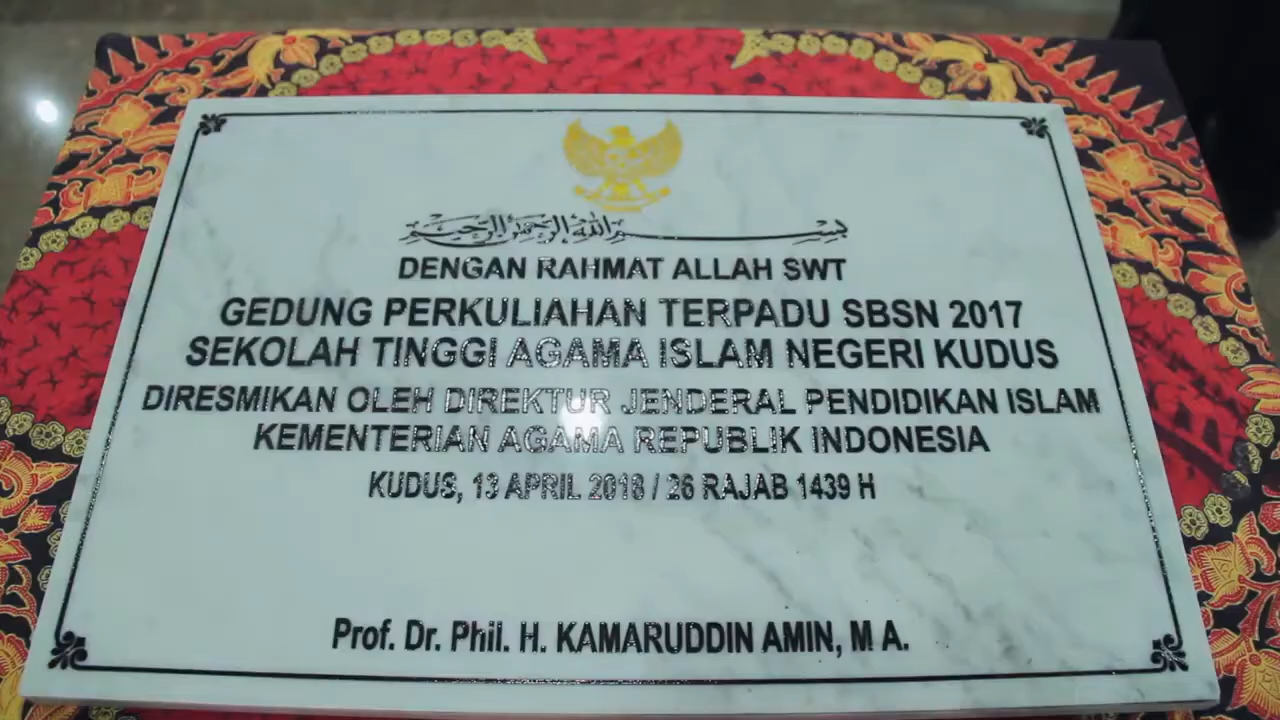 بسم الله الرحمن الرحيم
DENGAN RAHMAT ALLAH SWT
GEDUNG PERKULIAHAN TERPADU SBSN 2017
SEKOLAH TINGGI AGAMA ISLAM NEGERI KUDUS
DIRESMIKAN OLEH DIREKTUR JENDERAL PENDIDIKAN ISLAM
KEMENTERIAN AGAMA REPUBLIK INDONESIA
KUDUS, 13 APRIL 2018 / 26 RAJAB 1439 H
Prof. Dr. Phil. H. KAMARUDDIN AMIN, M A.